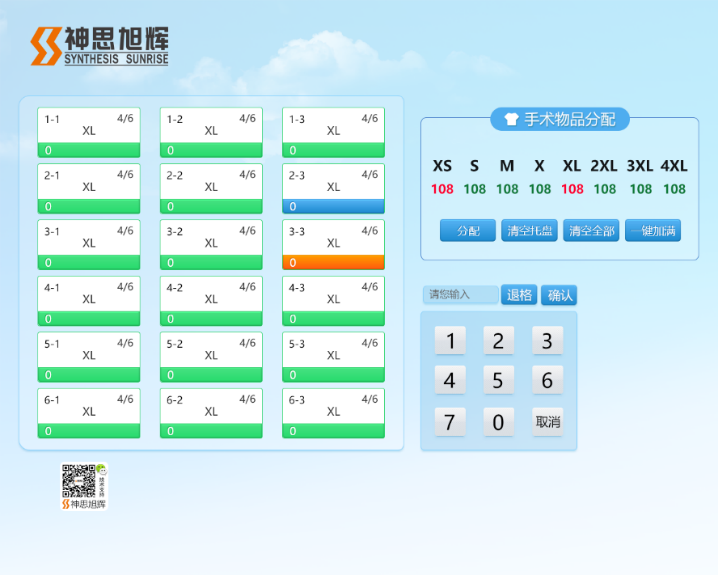 神思旭辉
SYNTHESIS SUNRISE
1-1 4/6
XL
0
1-2 4/6
XL
0
1-3 4/6
XL
0
2-1 4/6
XL
0
2-2 4/6
XL
0
2-3 4/6
XL
0
3-1 4/6
XL
0
3-2 4/6
XL
0
3-3 4/6
XL
0
4-1 4/6
XL
0
4-2 4/6
XL
0
4-3 4/6
XL
0
5-1 4/6
XL
0
5-2 4/6
XL
0
5-3 4/6
XL
0
6-1 4/6
XL
0
6-2 4/6
XL
0
6-3 4/6
XL
0
手术物品分配
XS S M X XL 2XL 3XL 4XL
108 108 108 108 108 108 108 108
分配 清空托盘 清空全部 一键加满
请您输入 退格 确认
1 2 3
4 5 6
7 0 取消
技术支持
神思旭辉